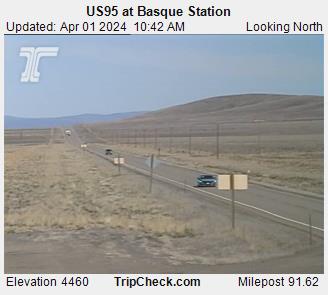 US95 at Basque Station
Updated: Apr 01 2024 10:42 AM Looking North
Elevation 4460 TripCheck.com Milepost 91.62